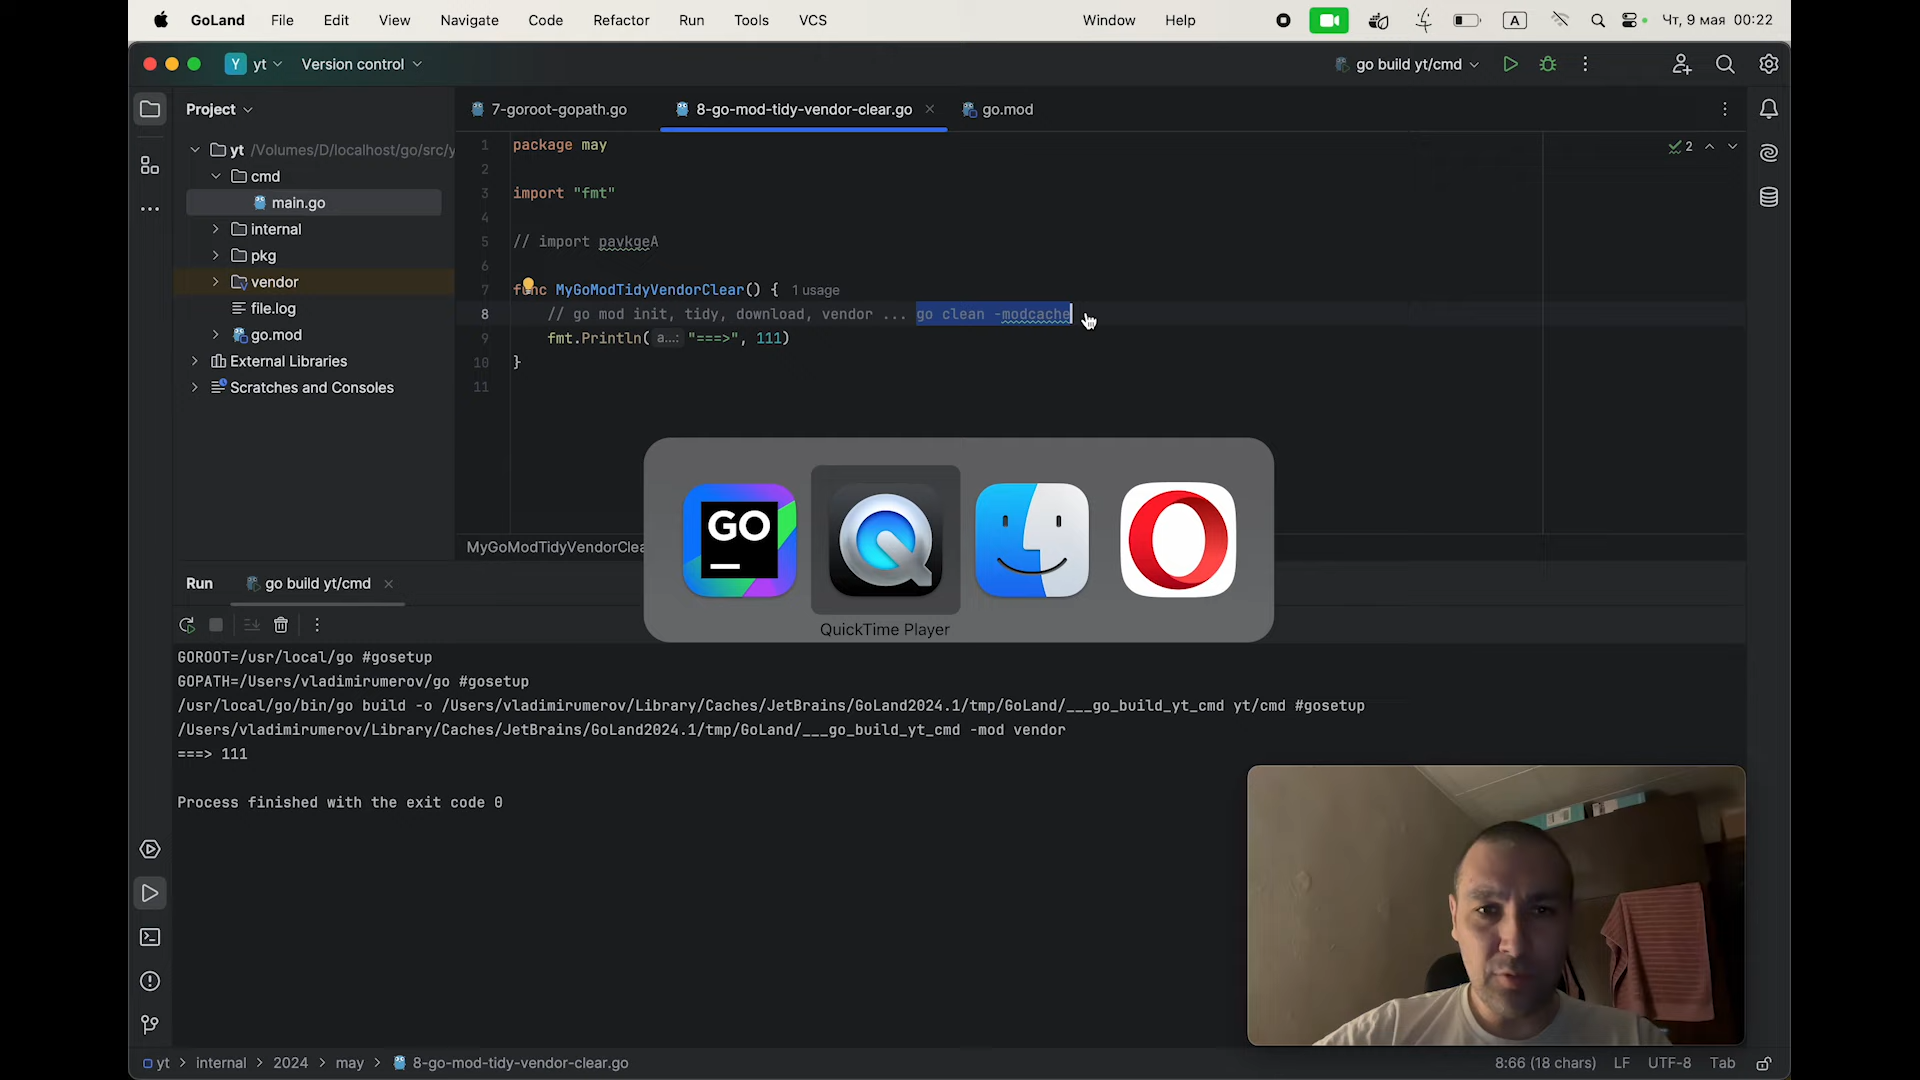 GoLand File Edit View Navigate Code Refactor Run Tools VCS Window Help A Чт, 9 мая 00:22
Y yt Version control go build yt/cmd
Project 7-goroot-gopath.go 8-go-mod-tidy-vendor-clear.go go.mod
yt /Volumes/D/localhost/go/src/y
cmd
main.go
internal
pkg
vendor
file.log
go.mod
External Libraries
Scratches and Consoles
1 package may
2
3 import "fmt"
4
5 // import pavkgeA
6
7 func MyGoModTidyVendorClear() { 1 usage
8 // go mod init, tidy, download, vendor ... go clean -modcache
9 fmt.Println( a...: "===>", 111)
10 }
11
2
MyGoModTidyVendorClea
GO
QuickTime Player
Run go build yt/cmd
GOROOT=/usr/local/go #gosetup
GOPATH=/Users/vladimirumerov/go #gosetup
/usr/local/go/bin/go build -o /Users/vladimirumerov/Library/Caches/JetBrains/GoLand2024.1/tmp/GoLand/___go_build_yt_cmd yt/cmd #gosetup
/Users/vladimirumerov/Library/Caches/JetBrains/GoLand2024.1/tmp/GoLand/___go_build_yt_cmd -mod vendor
===> 111
Process finished with the exit code 0
yt > internal > 2024 > may > 8-go-mod-tidy-vendor-clear.go 8:66 (18 chars) LF UTF-8 Tab